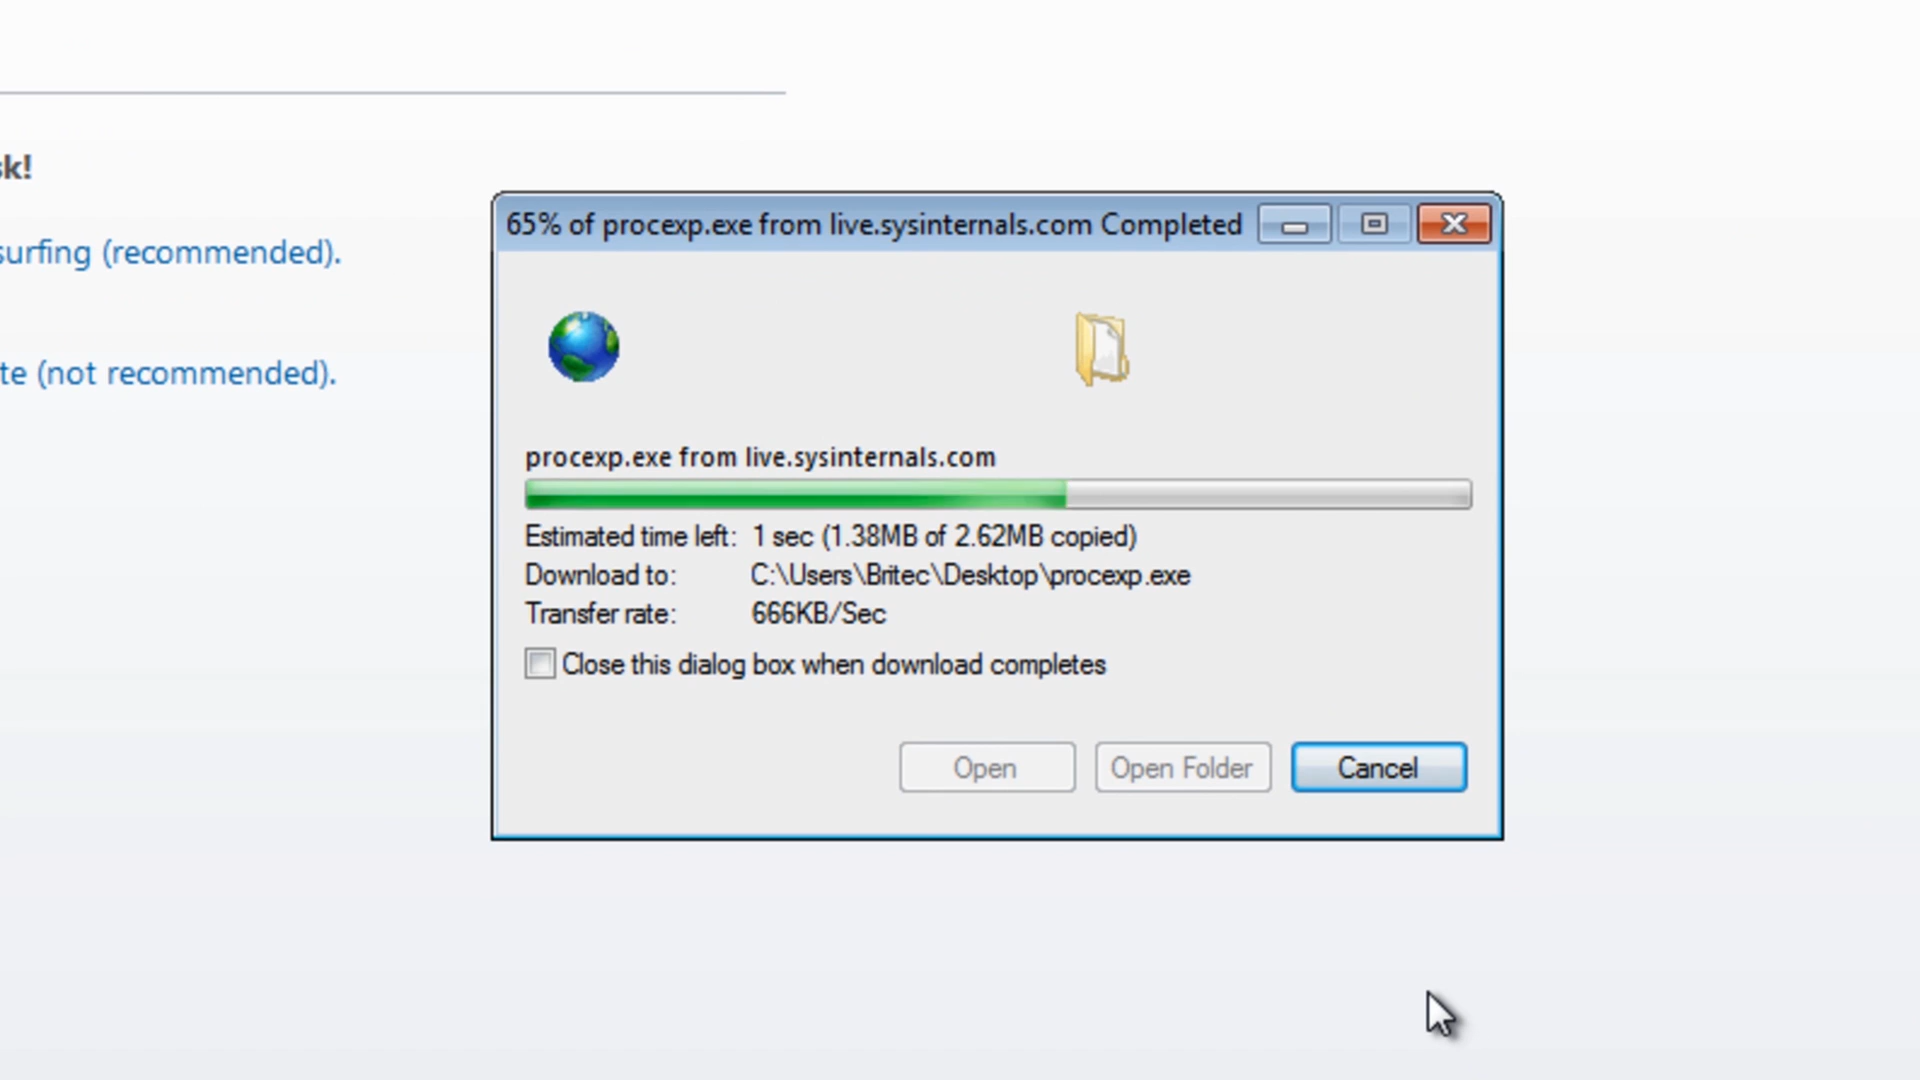 sk!
surfing (recommended).
te (not recommended).
65% of procexp.exe from live.sysinternals.com Completed
procexp.exe from live.sysinternals.com
Estimated time left: 1 sec (1.38MB of 2.62MB copied)
Download to: C:\Users\Britec\Desktop\procexp.exe
Transfer rate: 666KB/Sec
Close this dialog box when download completes
Open Open Folder Cancel